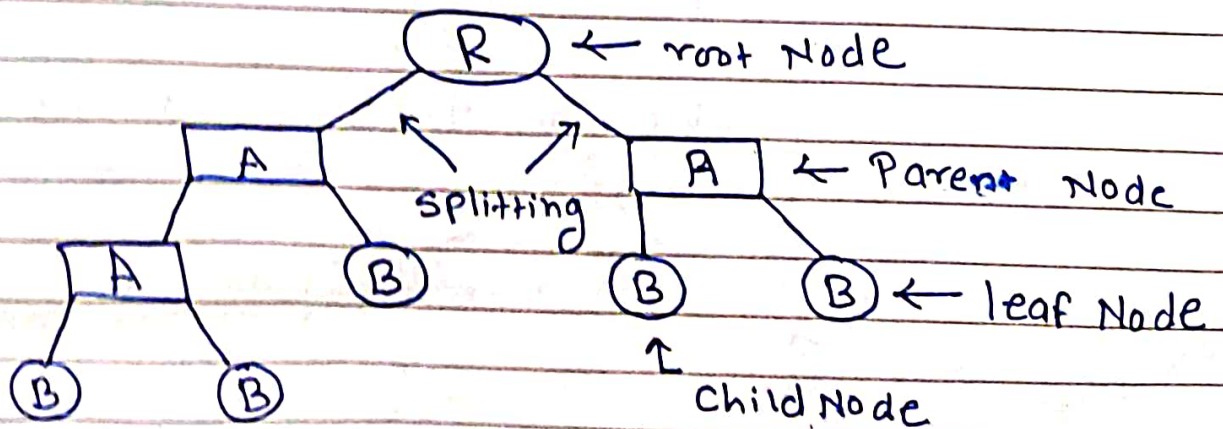 R ← root Node
A
A ← Parent Node
splitting
A
B
B
B ← leaf Node
B
B
Child Node